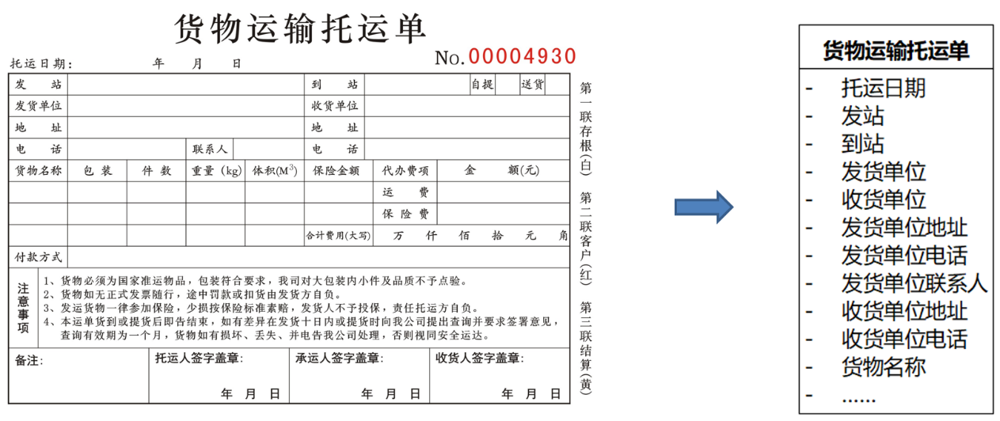 货物运输托运单
托运日期： 年 月 日 No.00004930
发 站 到 站 自提 送货
发货单位 收货单位
地 址 地 址
电 话 联系人 电 话
货物名称 包 装 件 数 重量（kg） 体积(M³) 保险金额 代办费项 金 额(元)
运 费
保 险 费
合计费用(大写) 万 仟 佰 拾 元 角
付款方式
注意事项
1、货物必须为国家准运物品，包装符合要求，我司对大包装内小件及品质不予点验。
2、货物如无正式发票随行，途中罚款或扣货由发货方自负。
3、发运货物一律参加保险，少损按保险标准素赔，发货人不予投保，责任托运方自负。
4、本运单货到或提货后即告结束，如有差异在发货十日内或提货时向我公司提出查询并要求签署意见，
查询有效期为一个月，货物如有损坏、丢失、并电告我公司处理，否则视同安全运达。
备注： 托运人签字盖章： 承运人签字盖章： 收货人签字盖章：
年 月 日 年 月 日 年 月 日
第一联存根(白) 第二联客户(红) 第三联结算(黄)
货物运输托运单
- 托运日期
- 发站
- 到站
- 发货单位
- 收货单位
- 发货单位地址
- 发货单位电话
- 发货单位联系人
- 收货单位地址
- 收货单位电话
- 货物名称
- ……